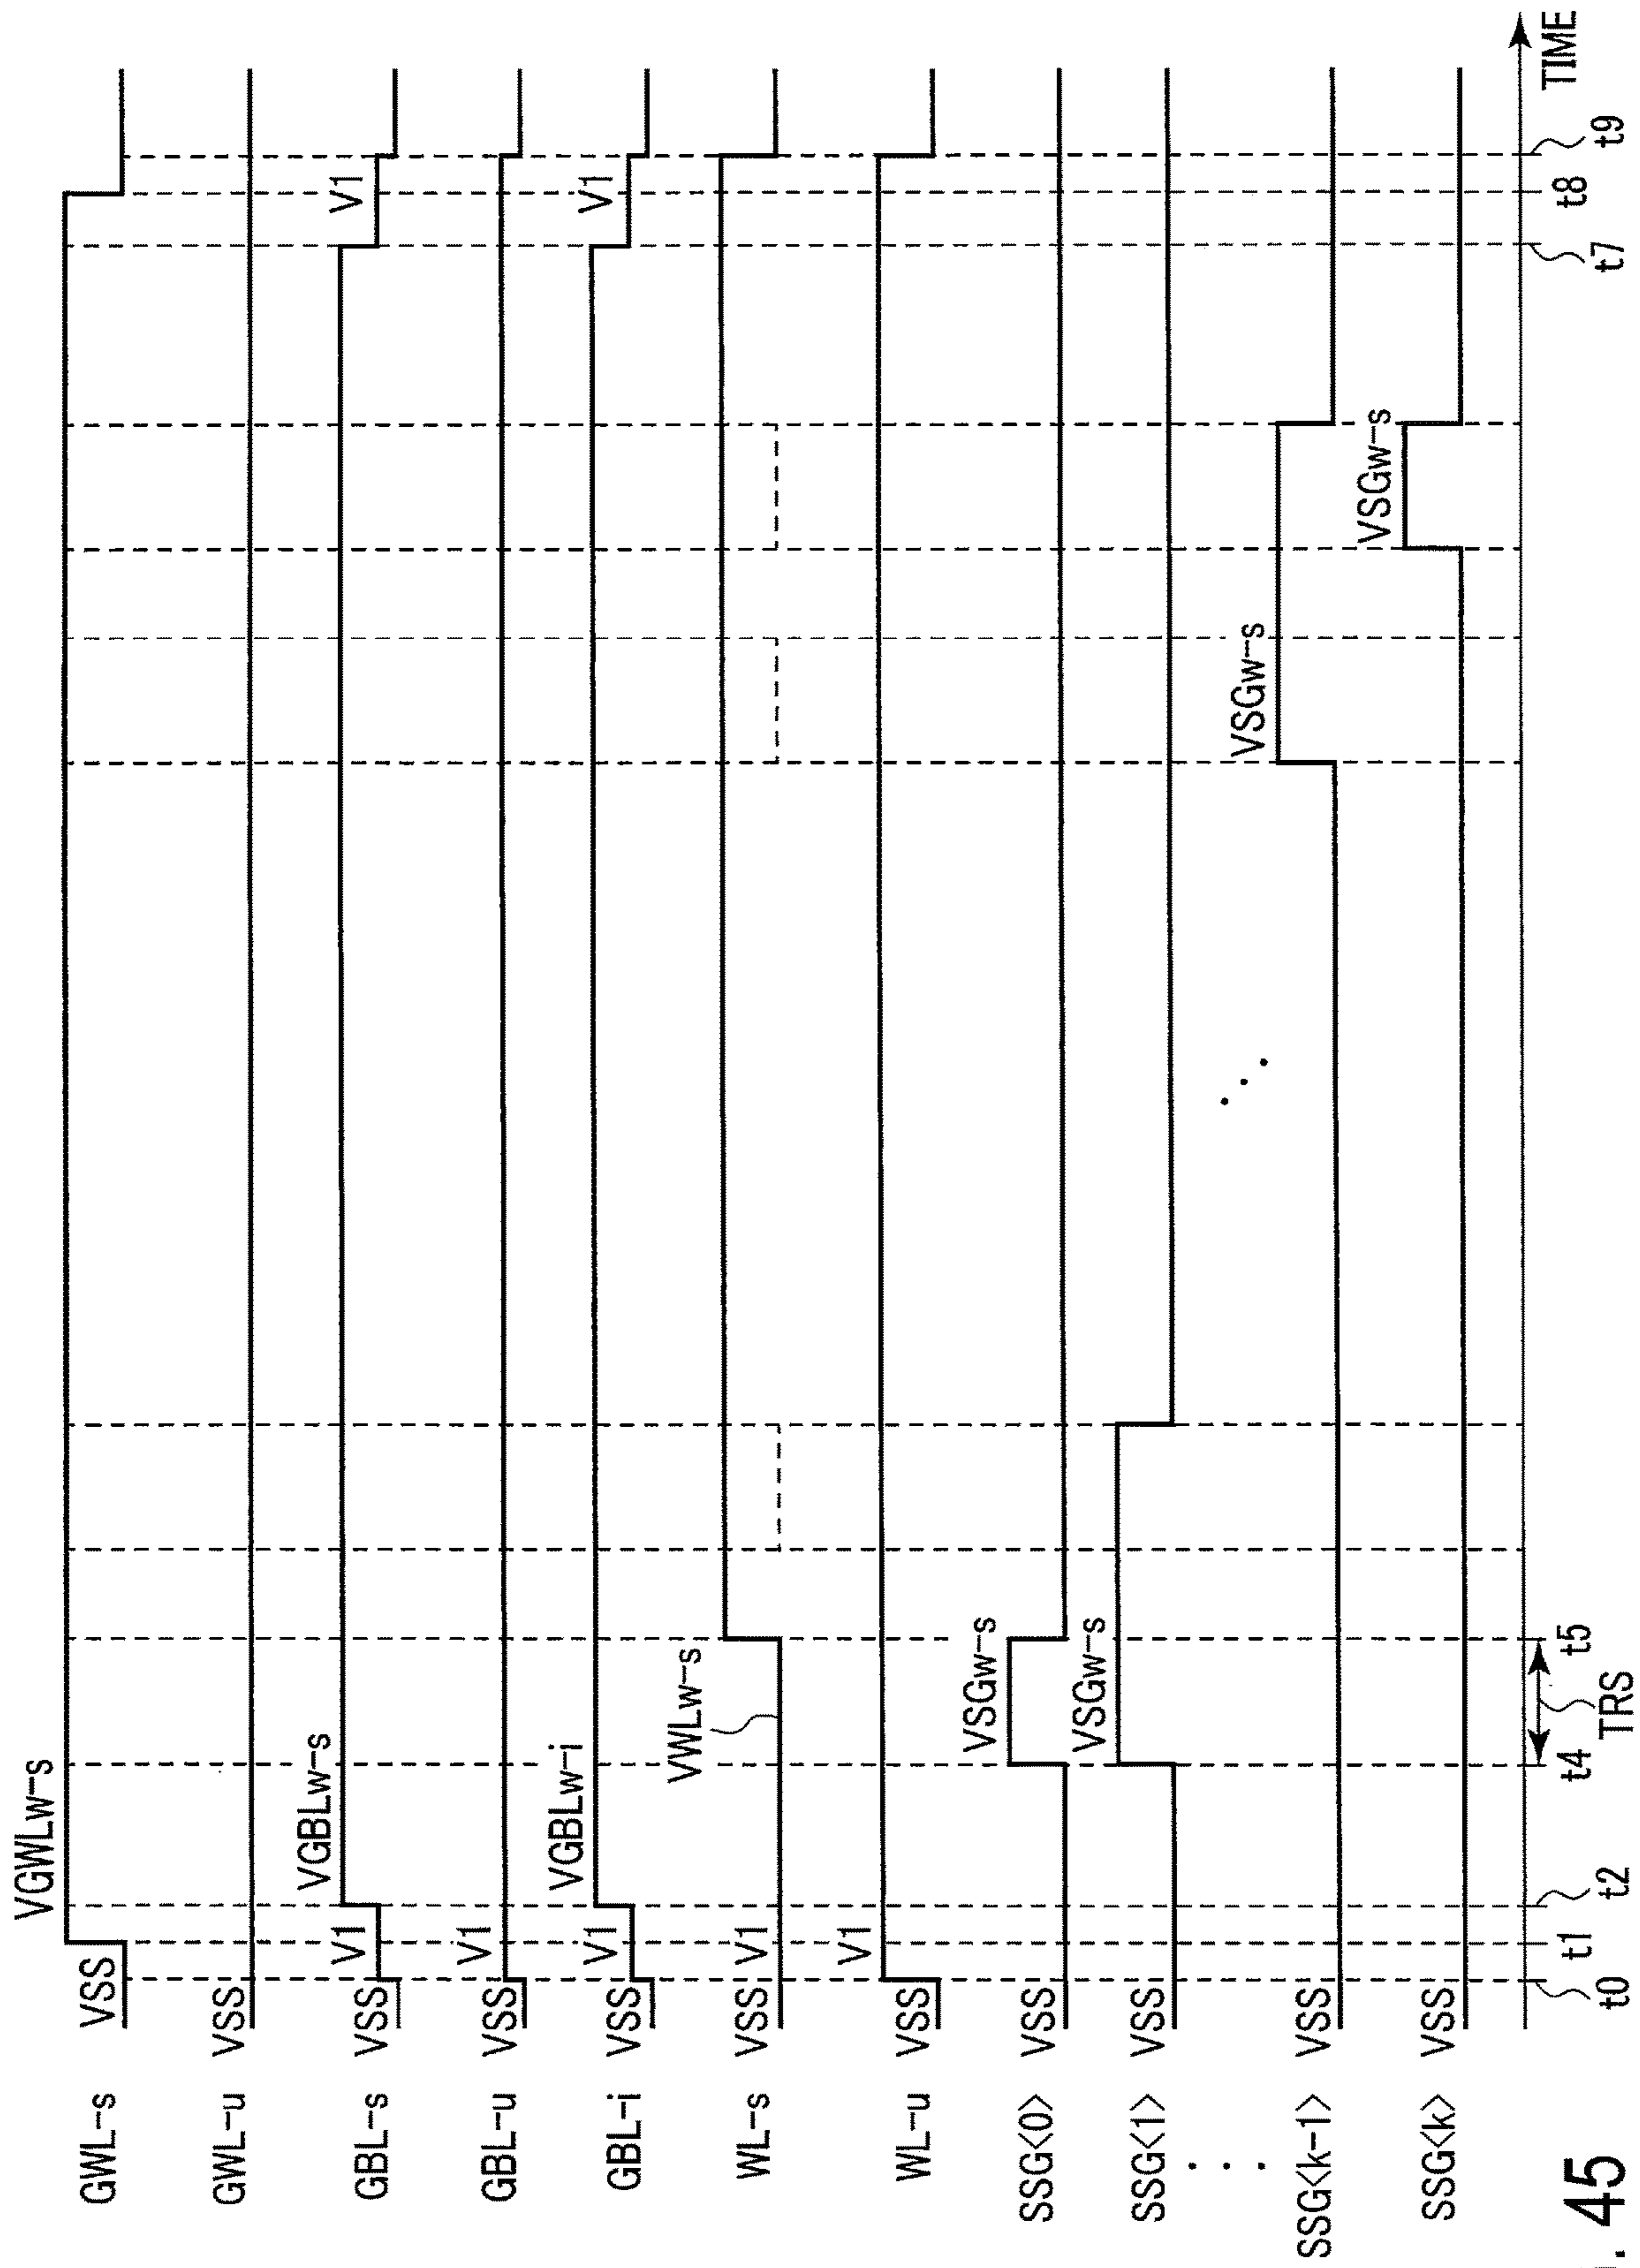 GWL-s VSS VGWLw-s
GWL-u VSS
GBL-s VSS V1 VGBLw-s V1
GBL-u VSS V1
GBL-i VSS V1 VGBLw-i V1
WL-s VSS V1 VWLw-s
WL-u VSS V1
SSG<0> VSS VSGw-s
SSG<1> VSS VSGw-s
SSG<k-1> VSS VSGw-s
SSG<k> VSS VSGw-s
t0 t1 t2 t4 t5 t7 t8 t9 TIME
TRS
. 45